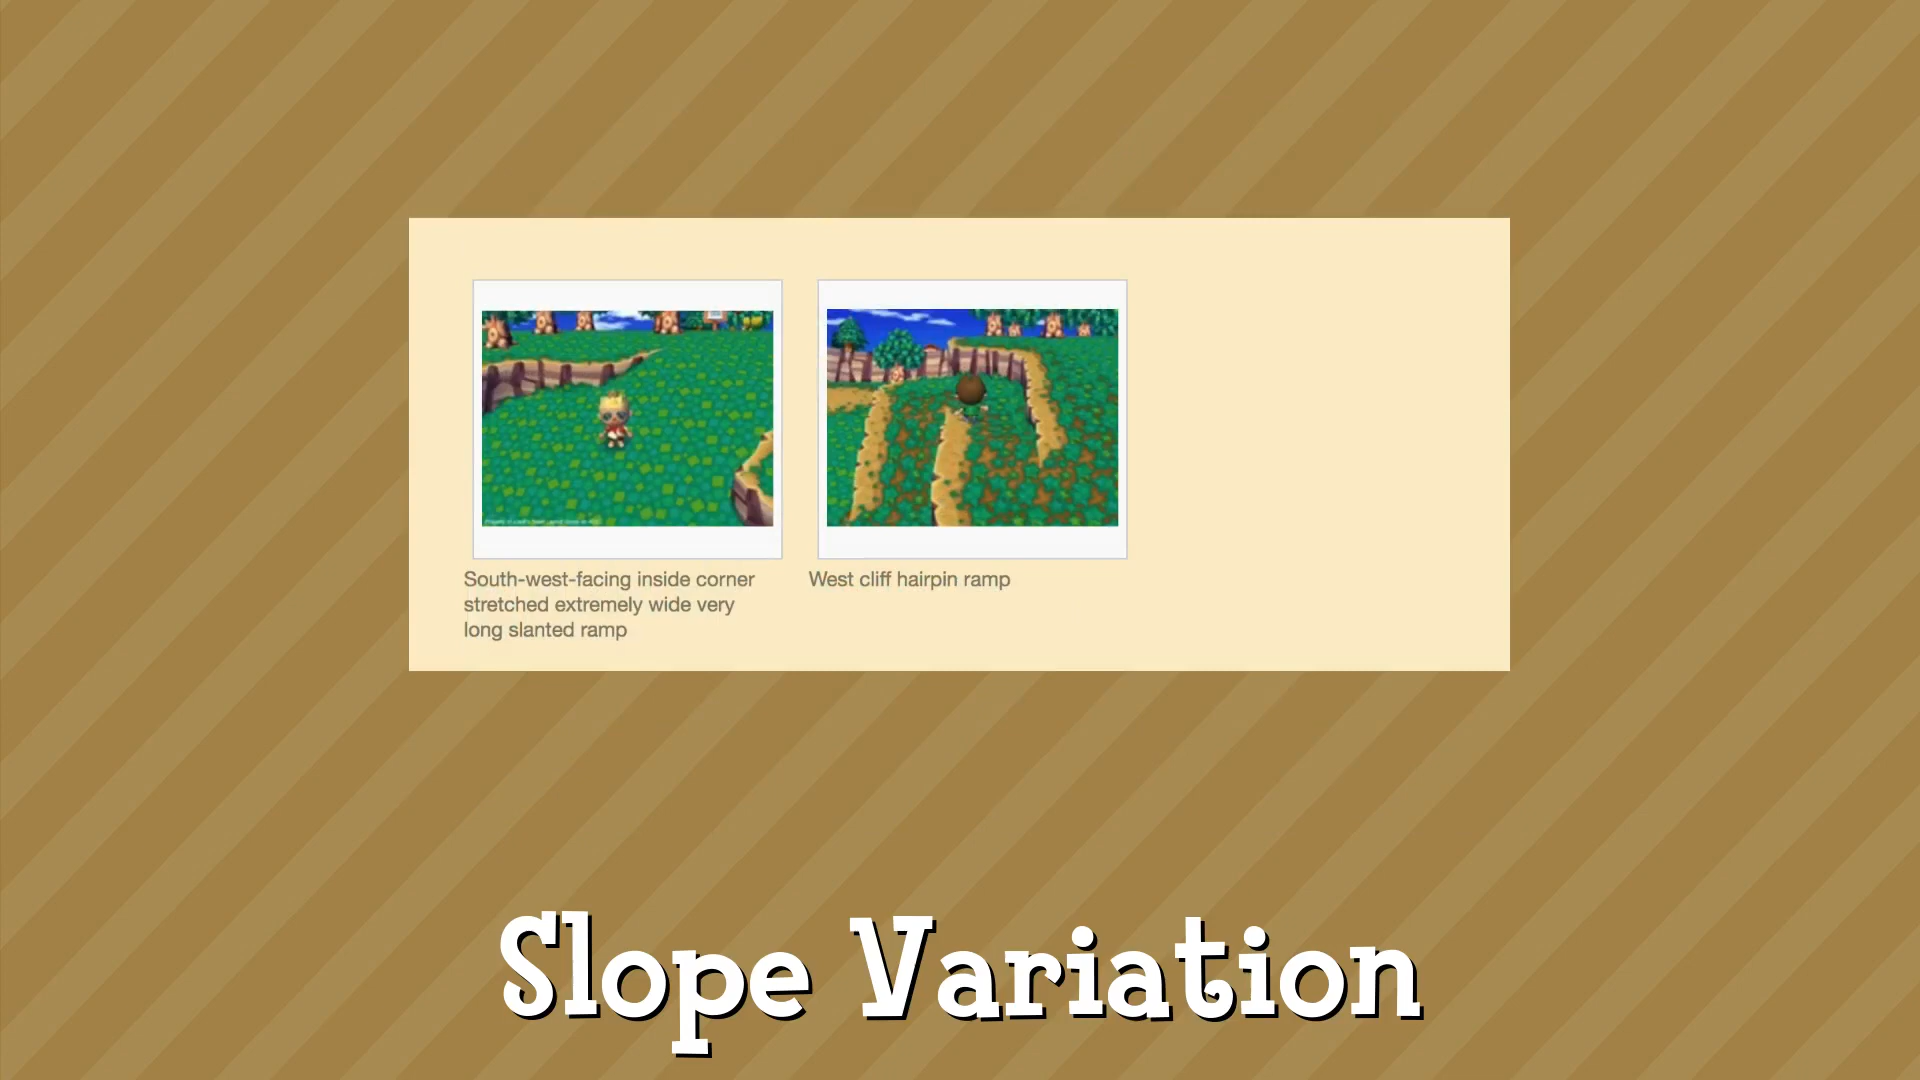 South-west-facing inside corner
stretched extremely wide very
long slanted ramp
West cliff hairpin ramp
Slope Variation